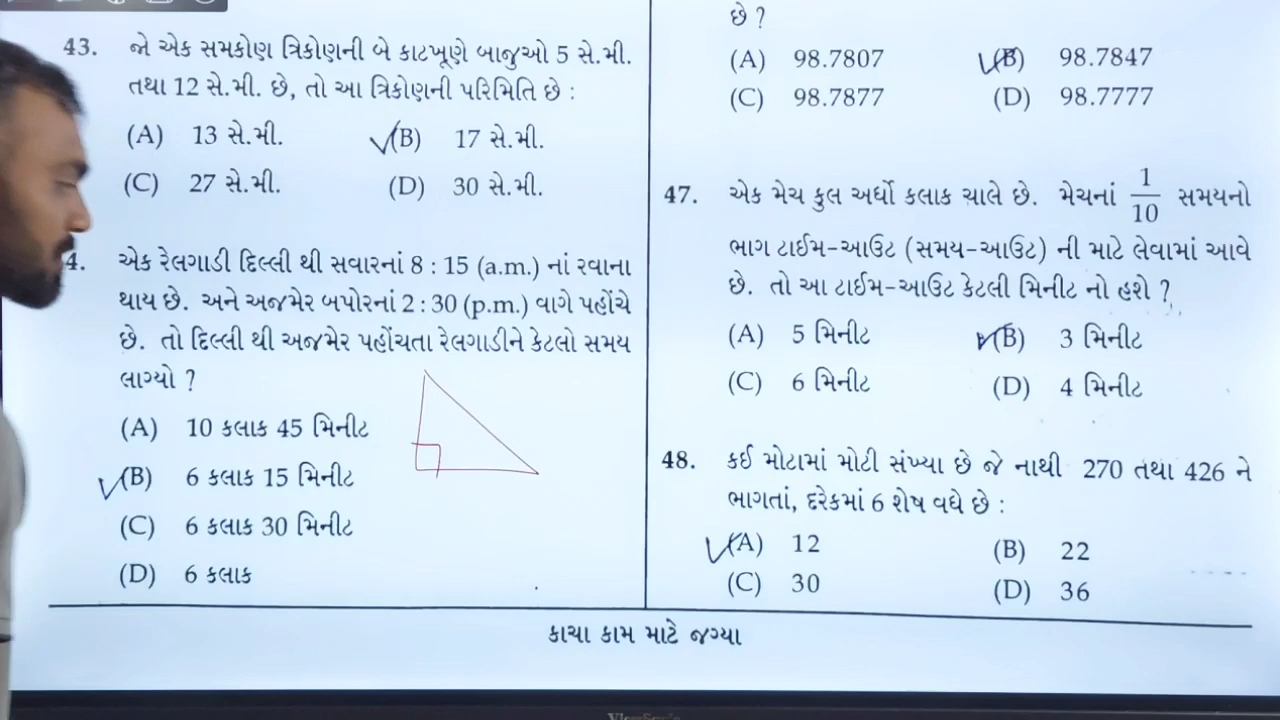 43. જો એક સમકોણ ત્રિકોણની બે કાટખૂણે બાજુઓ 5 સે.મી.
તથા 12 સે.મી. છે, તો આ ત્રિકોણની પરિમિતિ છે :
(A) 13 સે.મી. (B) 17 સે.મી.
(C) 27 સે.મી. (D) 30 સે.મી.
4. એક રેલગાડી દિલ્લી થી સવારનાં 8 : 15 (a.m.) નાં રવાના
થાય છે. અને અજમેર બપોરનાં 2 : 30 (p.m.) વાગે પહોંચે
છે. તો દિલ્લી થી અજમેર પહોંચતા રેલગાડીને કેટલો સમય
લાગ્યો ?
(A) 10 કલાક 45 મિનીટ
(B) 6 કલાક 15 મિનીટ
(C) 6 કલાક 30 મિનીટ
(D) 6 કલાક
છે ?
(A) 98.7807 (B) 98.7847
(C) 98.7877 (D) 98.7777
47. એક મેચ કુલ અર્ધો કલાક ચાલે છે. મેચનાં 1/10 સમયનો
ભાગ ટાઈમ-આઉટ (સમય-આઉટ) ની માટે લેવામાં આવે
છે. તો આ ટાઈમ-આઉટ કેટલી મિનીટ નો હશે ?
(A) 5 મિનીટ (B) 3 મિનીટ
(C) 6 મિનીટ (D) 4 મિનીટ
48. કઈ મોટામાં મોટી સંખ્યા છે જે નાથી 270 તથા 426 ને
ભાગતાં, દરેકમાં 6 શેષ વધે છે :
(A) 12 (B) 22
(C) 30 (D) 36
કાચા કામ માટે જગ્યા